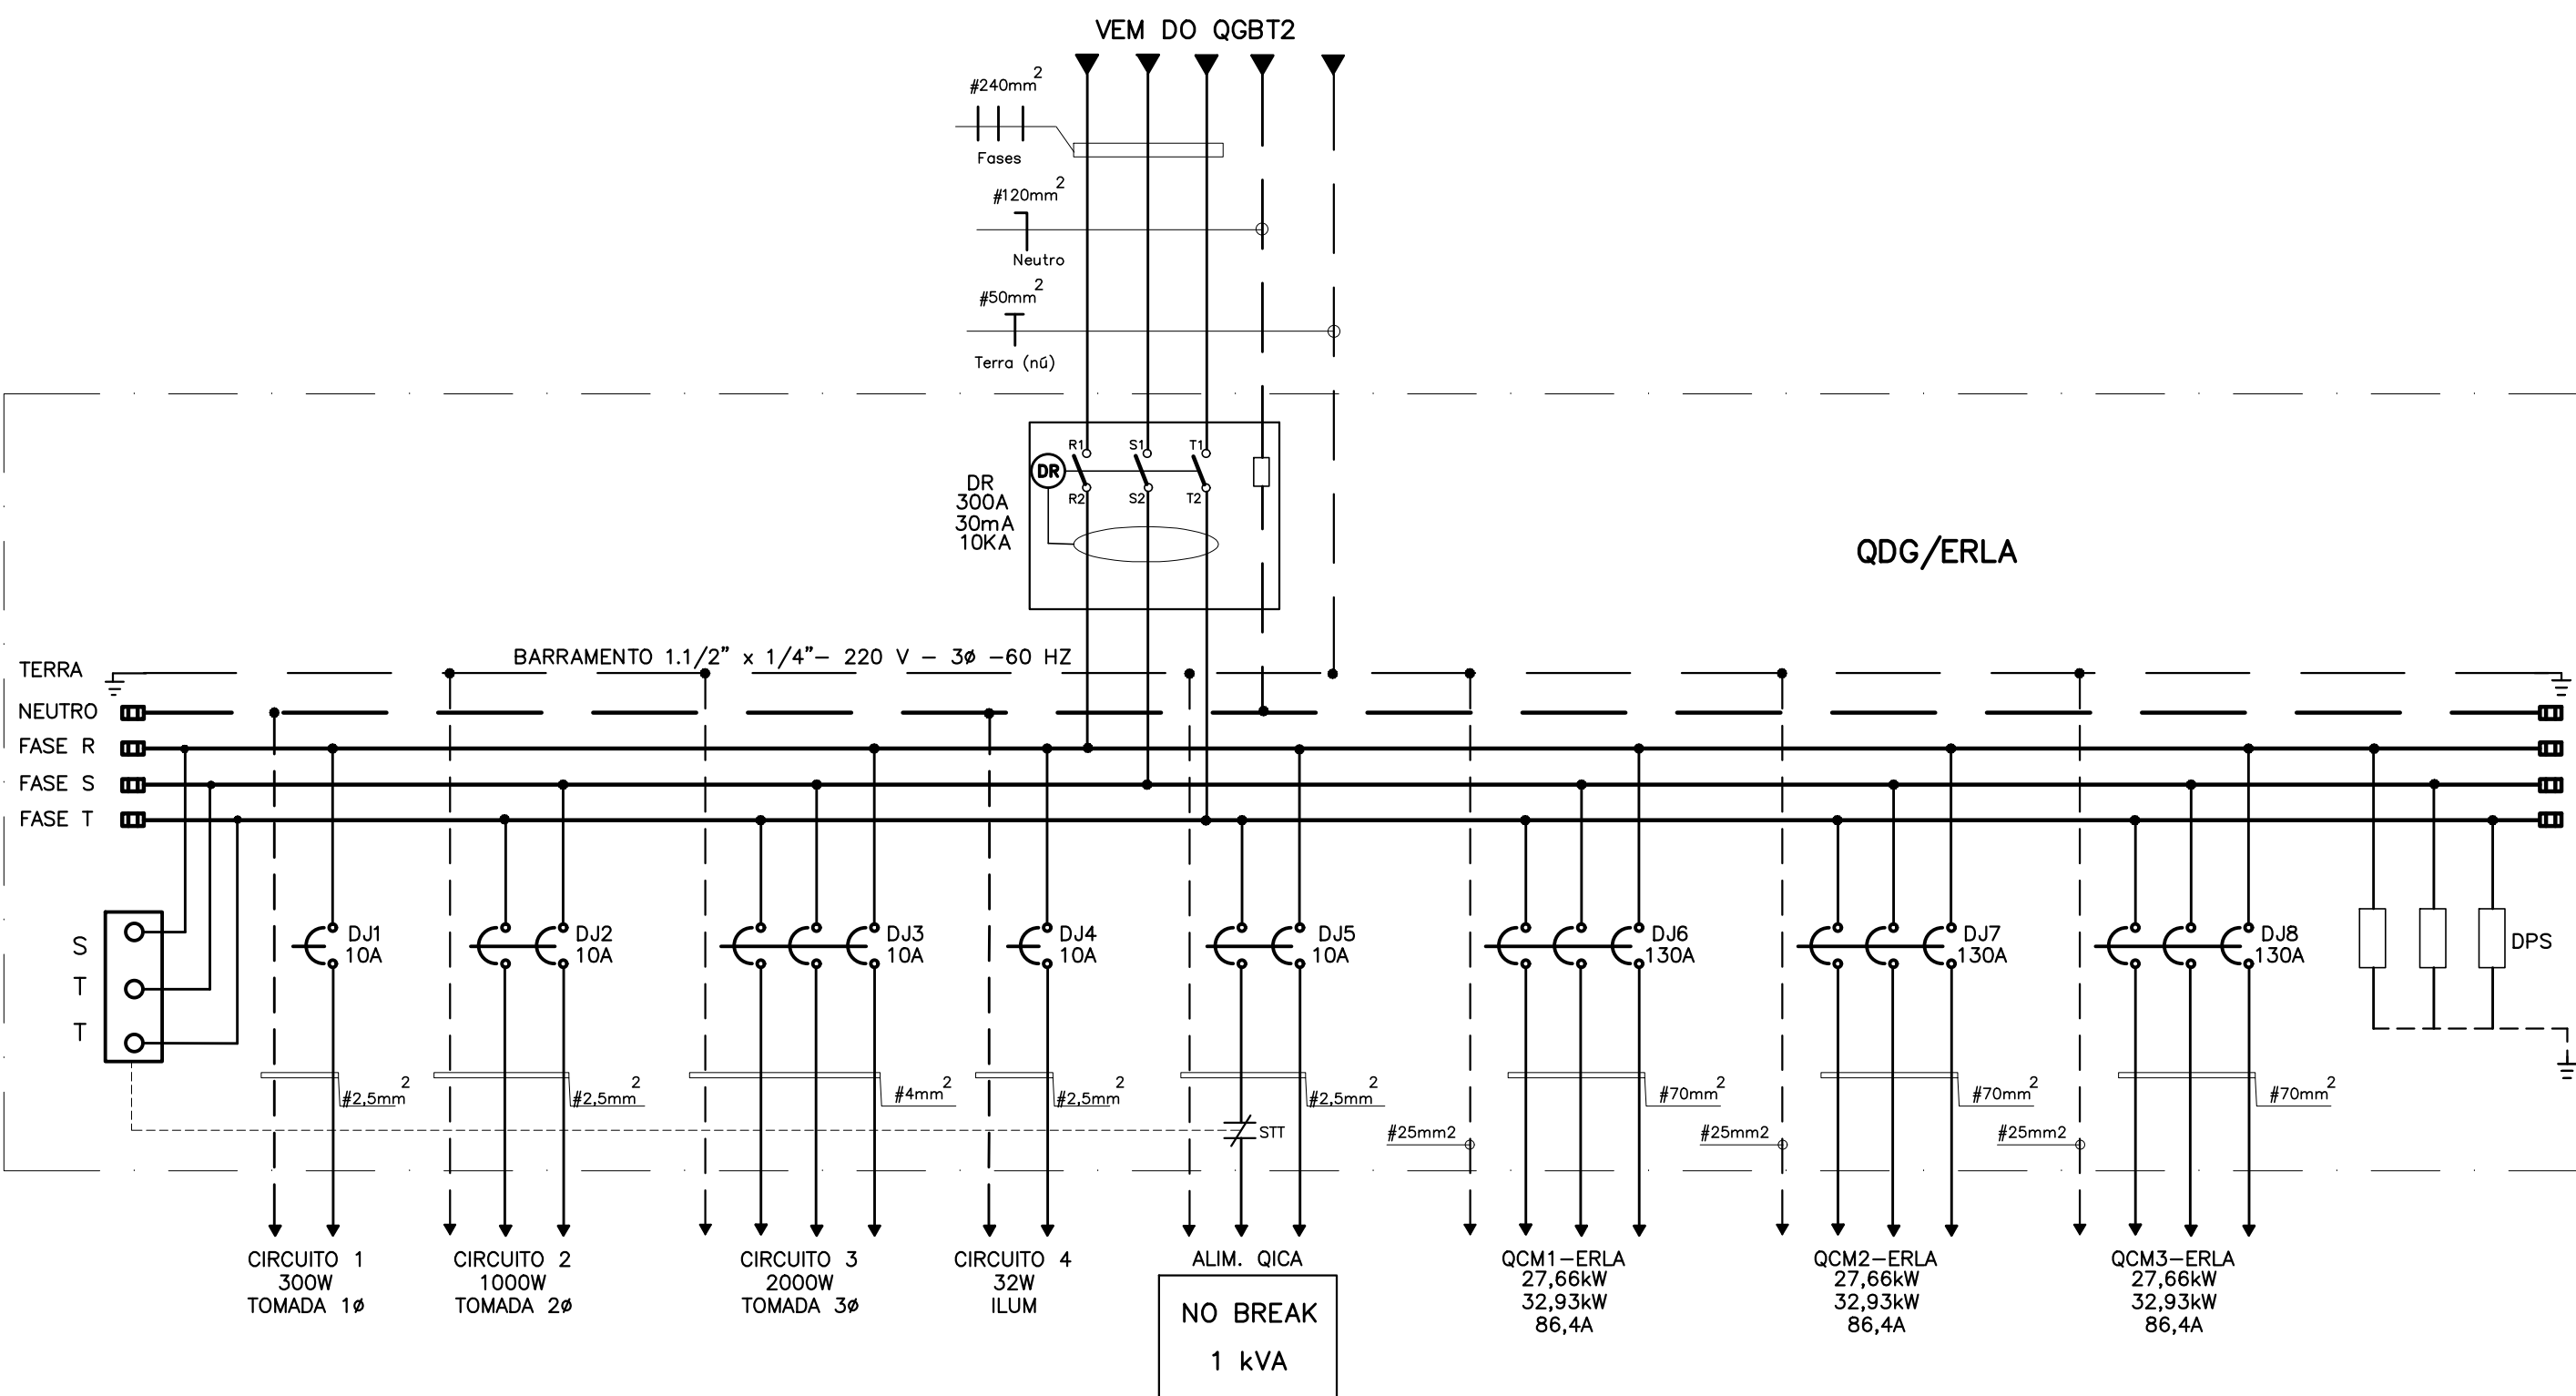 VEM DO QGBT2
#240mm²
Fases
#120mm²
Neutro
#50mm²
Terra (nú)
R1 S1 T1
DR
R2 S2 T2
DR
300A
30mA
10KA
QDG/ERLA
BARRAMENTO 1.1/2" x 1/4"- 220 V - 3ø -60 HZ
TERRA
NEUTRO
FASE R
FASE S
FASE T
S
T
T
DJ1
10A
DJ2
10A
DJ3
10A
DJ4
10A
DJ5
10A
DJ6
130A
DJ7
130A
DJ8
130A
DPS
#2,5mm²
#2,5mm²
#4mm²
#2,5mm²
#2,5mm²
#70mm²
#70mm²
#70mm²
STT
#25mm2
#25mm2
#25mm2
CIRCUITO 1
300W
TOMADA 1ø
CIRCUITO 2
1000W
TOMADA 2ø
CIRCUITO 3
2000W
TOMADA 3ø
CIRCUITO 4
32W
ILUM
ALIM. QICA
NO BREAK
1 kVA
QCM1-ERLA
27,66kW
32,93kW
86,4A
QCM2-ERLA
27,66kW
32,93kW
86,4A
QCM3-ERLA
27,66kW
32,93kW
86,4A